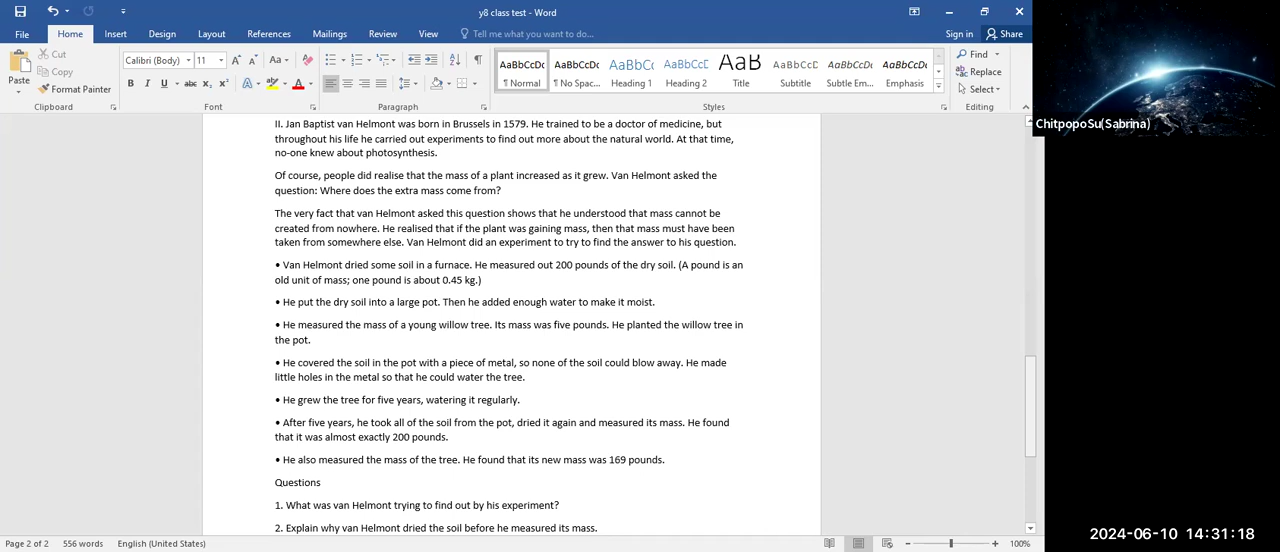 y8 class test - Word
File Home Insert Design Layout References Mailings Review View Tell me what you want to do... Sign in Share
Paste
Cut
Copy
Format Painter
Clipboard
Calibri (Body) 11
Font
Paragraph
AaBbCcDc AaBbCcDc AaBbCc AaBbCcD AaB AaBbCcD AaBbCcDc AaBbCcDc
¶ Normal ¶ No Spac... Heading 1 Heading 2 Title Subtitle Subtle Em... Emphasis
Styles
Find
Replace
Select
Editing
ChitpopoSu(Sabrina)
II. Jan Baptist van Helmont was born in Brussels in 1579. He trained to be a doctor of medicine, but
throughout his life he carried out experiments to find out more about the natural world. At that time,
no-one knew about photosynthesis.
Of course, people did realise that the mass of a plant increased as it grew. Van Helmont asked the
question: Where does the extra mass come from?
The very fact that van Helmont asked this question shows that he understood that mass cannot be
created from nowhere. He realised that if the plant was gaining mass, then that mass must have been
taken from somewhere else. Van Helmont did an experiment to try to find the answer to his question.
• Van Helmont dried some soil in a furnace. He measured out 200 pounds of the dry soil. (A pound is an
old unit of mass; one pound is about 0.45 kg.)
• He put the dry soil into a large pot. Then he added enough water to make it moist.
• He measured the mass of a young willow tree. Its mass was five pounds. He planted the willow tree in
the pot.
• He covered the soil in the pot with a piece of metal, so none of the soil could blow away. He made
little holes in the metal so that he could water the tree.
• He grew the tree for five years, watering it regularly.
• After five years, he took all of the soil from the pot, dried it again and measured its mass. He found
that it was almost exactly 200 pounds.
• He also measured the mass of the tree. He found that its new mass was 169 pounds.
Questions
1. What was van Helmont trying to find out by his experiment?
2. Explain why van Helmont dried the soil before he measured its mass.
Page 2 of 2 556 words English (United States) 100%
2024-06-10 14:31:18